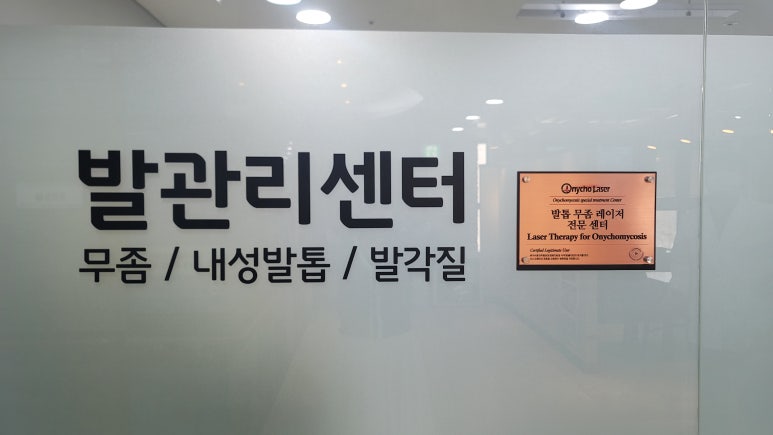 발관리센터
무좀 / 내성발톱 / 발각질
Onycho Laser
Onychomycosis special treatment Center
발톱 무좀 레이저
전문 센터
Laser Therapy for Onychomycosis
Certified Legitimate User